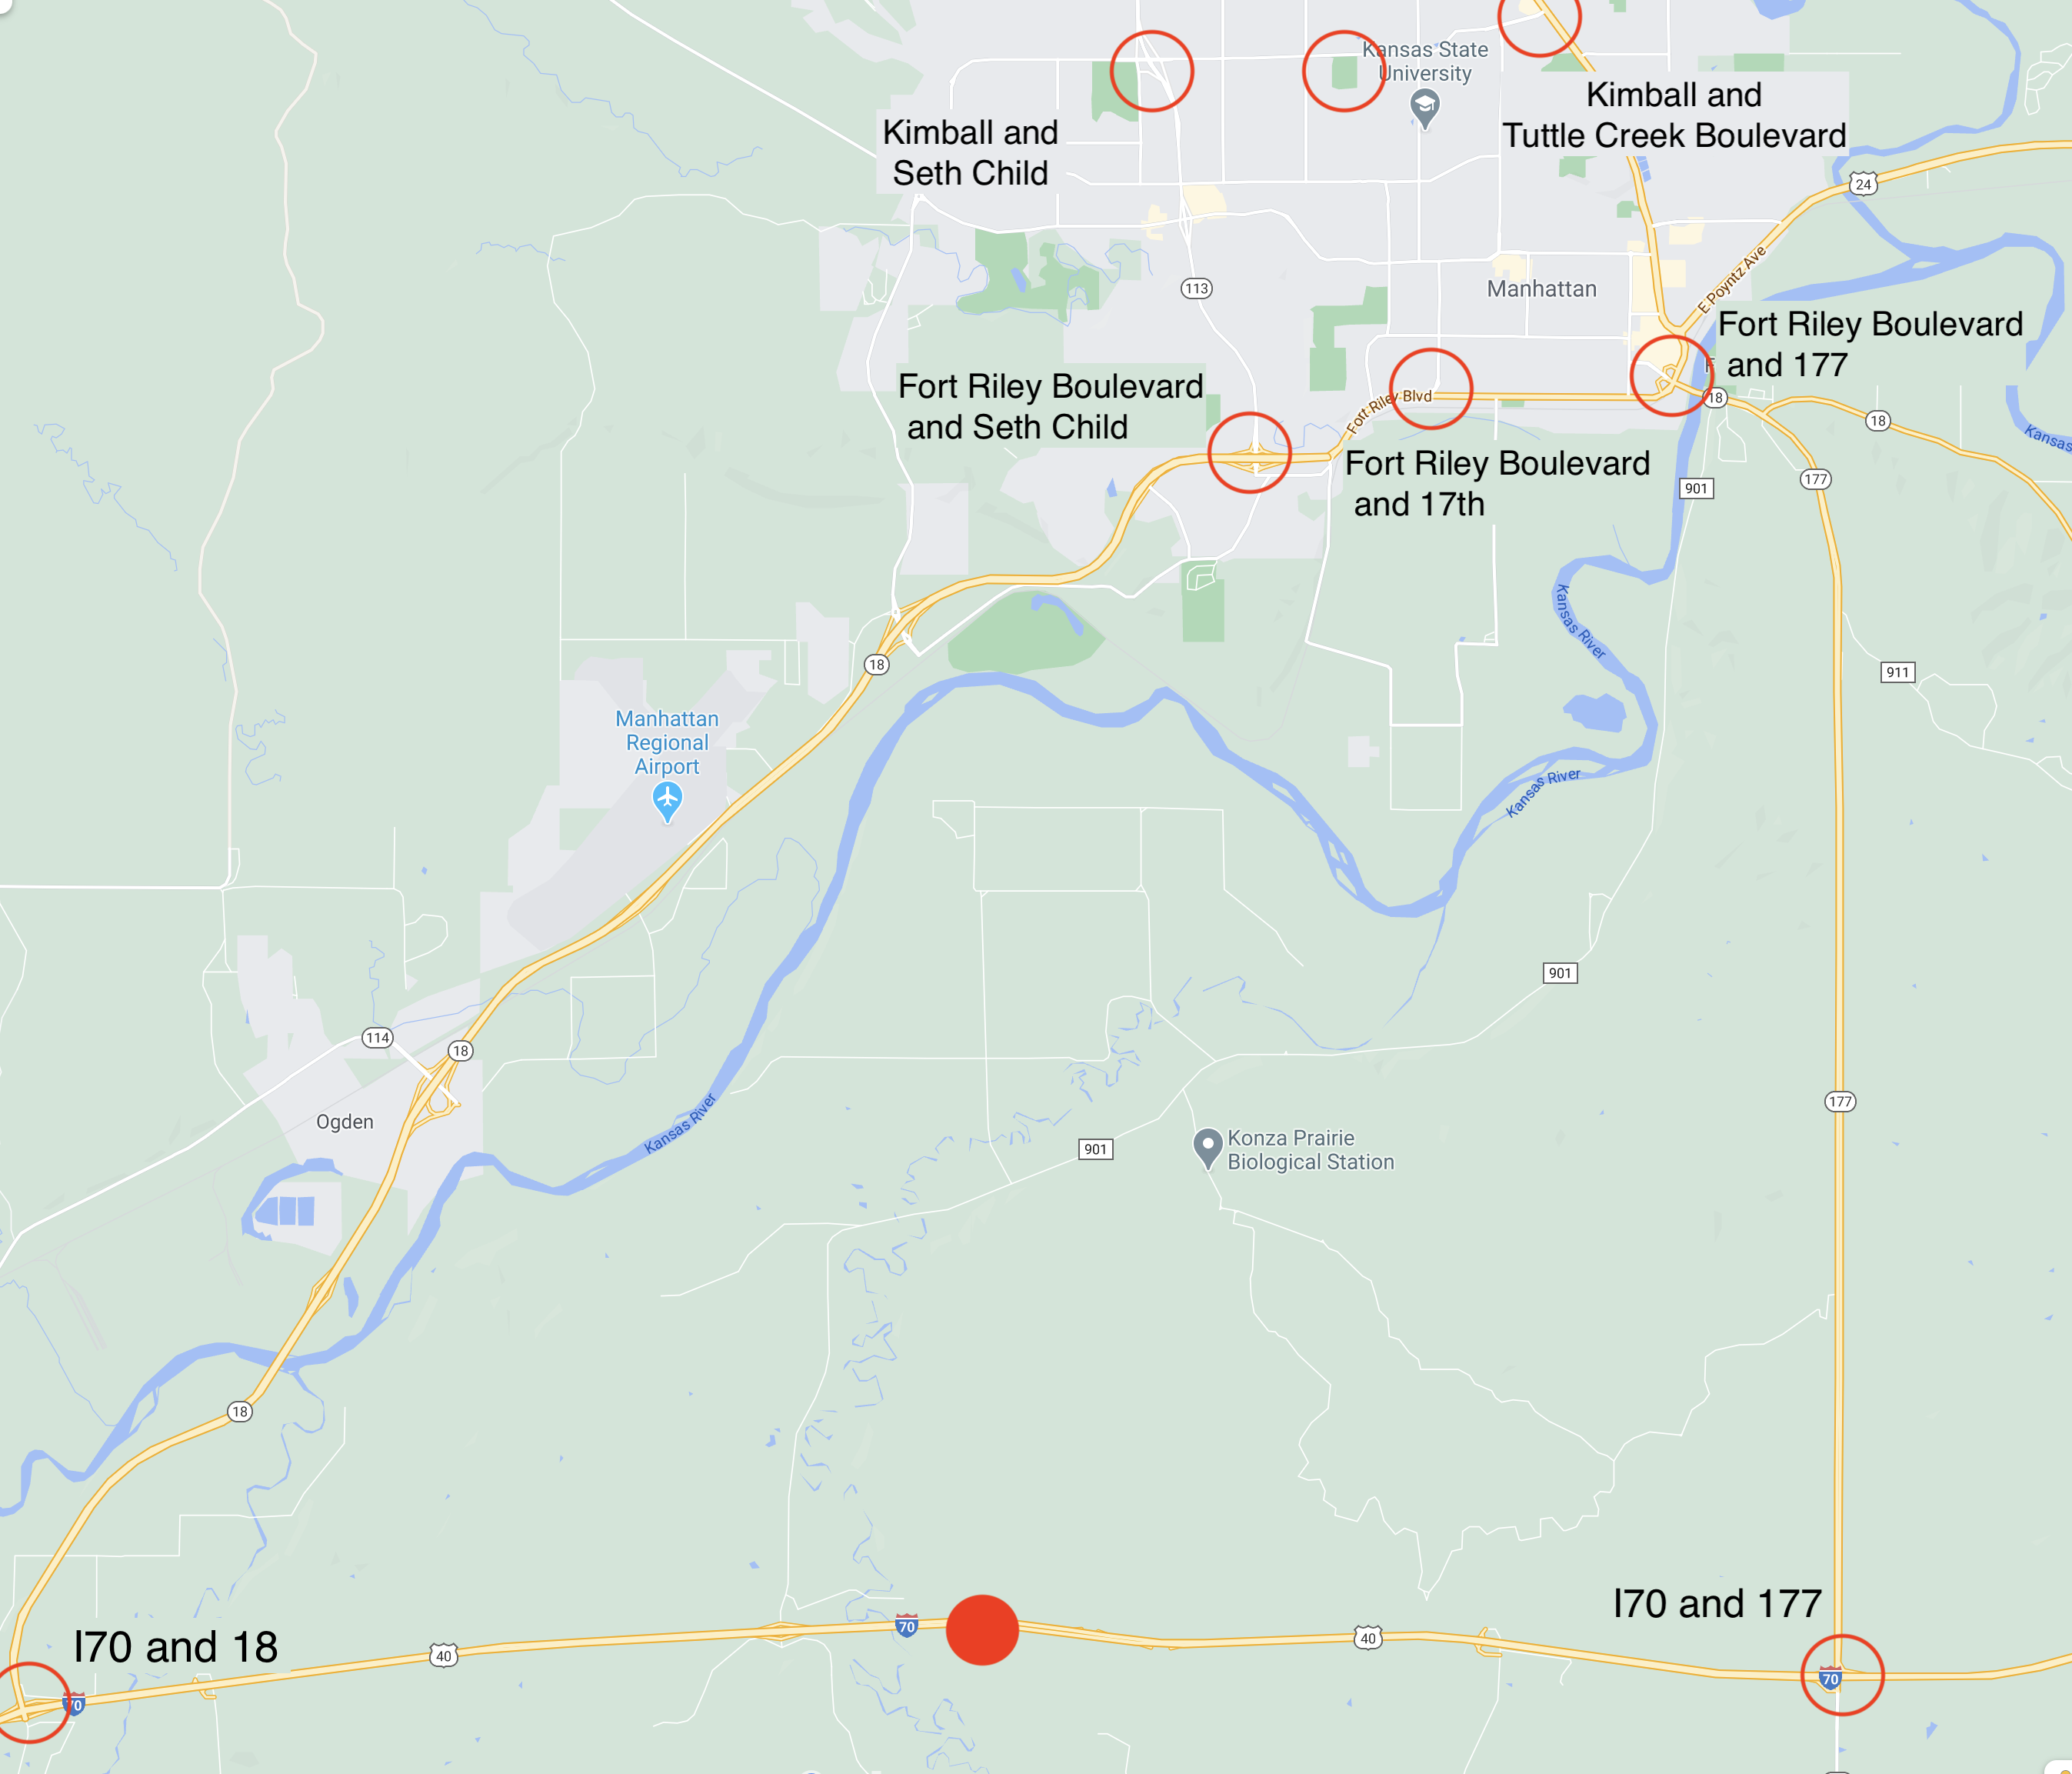 Kansas State
University
Kimball and
Tuttle Creek Boulevard
Kimball and
Seth Child
24
113
Manhattan
E Poyntz Ave
Fort Riley Boulevard
and 177
F
18
18
Fort Riley Boulevard
and Seth Child
Fort Riley Blvd
Kansas
Fort Riley Boulevard
and 17th
901
177
Kansas River
18
911
Manhattan
Regional
Airport
Kansas River
901
114
18
177
Ogden
Kansas River
901
Konza Prairie
Biological Station
18
I70 and 177
I70 and 18
70
40
40
70
70